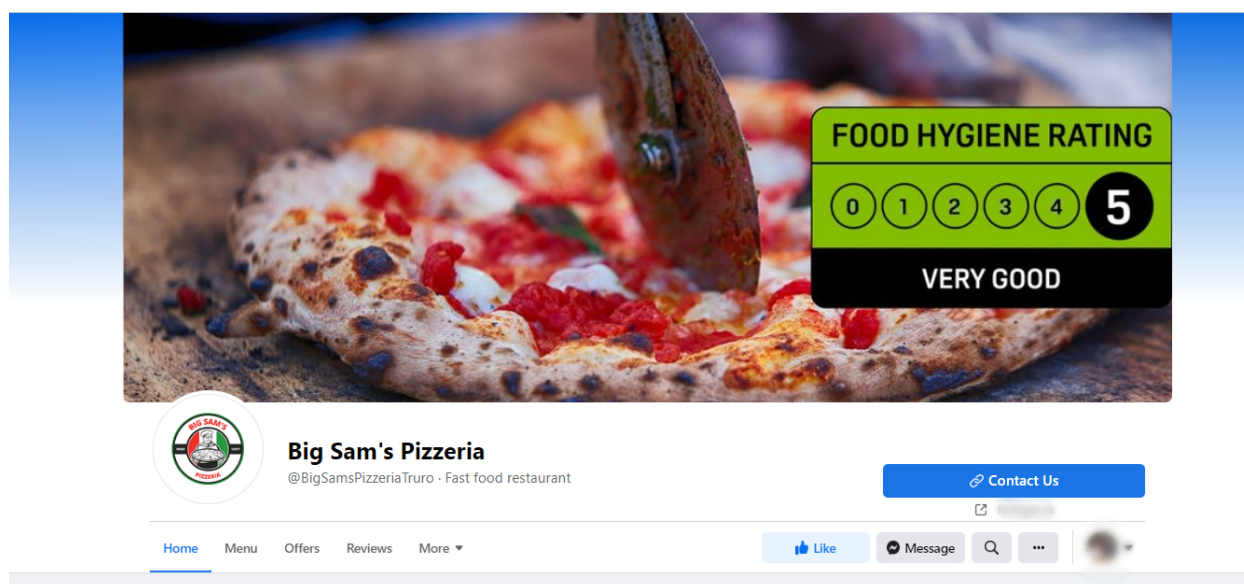 FOOD HYGIENE RATING
0 1 2 3 4 5
VERY GOOD
BIG SAM'S
PIZZERIA
Big Sam's Pizzeria
@BigSamsPizzeriaTruro · Fast food restaurant
Contact Us
Home Menu Offers Reviews More Like Message